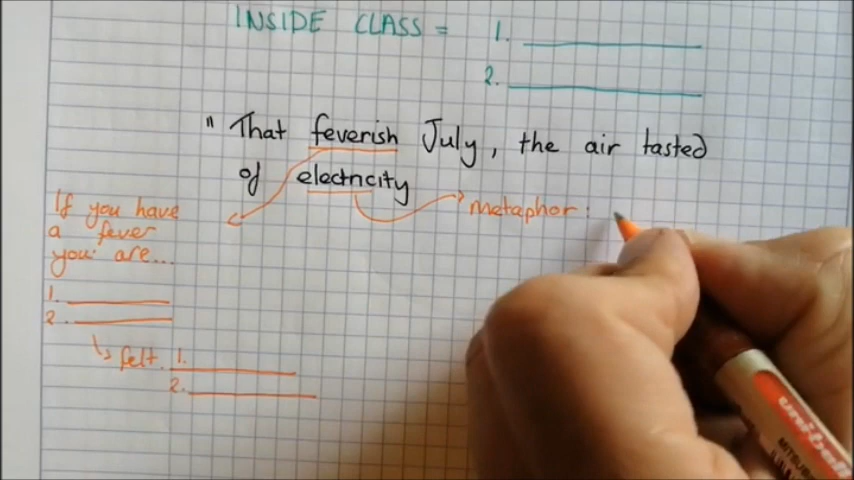 INSIDE CLASS = 1. 
2. 
" That feverish July, the air tasted
of electricity
If you have
a fever
you are...
1.
2.
↳ felt 1.
2.
Metaphor :
uniball
MITSUB